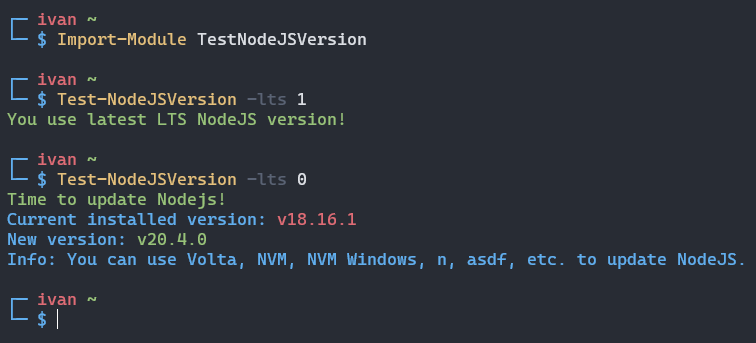 ┌─ ivan ~
└─ $ Import-Module TestNodeJSVersion
┌─ ivan ~
└─ $ Test-NodeJSVersion -lts 1
You use latest LTS NodeJS version!
┌─ ivan ~
└─ $ Test-NodeJSVersion -lts 0
Time to update Nodejs!
Current installed version: v18.16.1
New version: v20.4.0
Info: You can use Volta, NVM, NVM Windows, n, asdf, etc. to update NodeJS.
┌─ ivan ~
└─ $